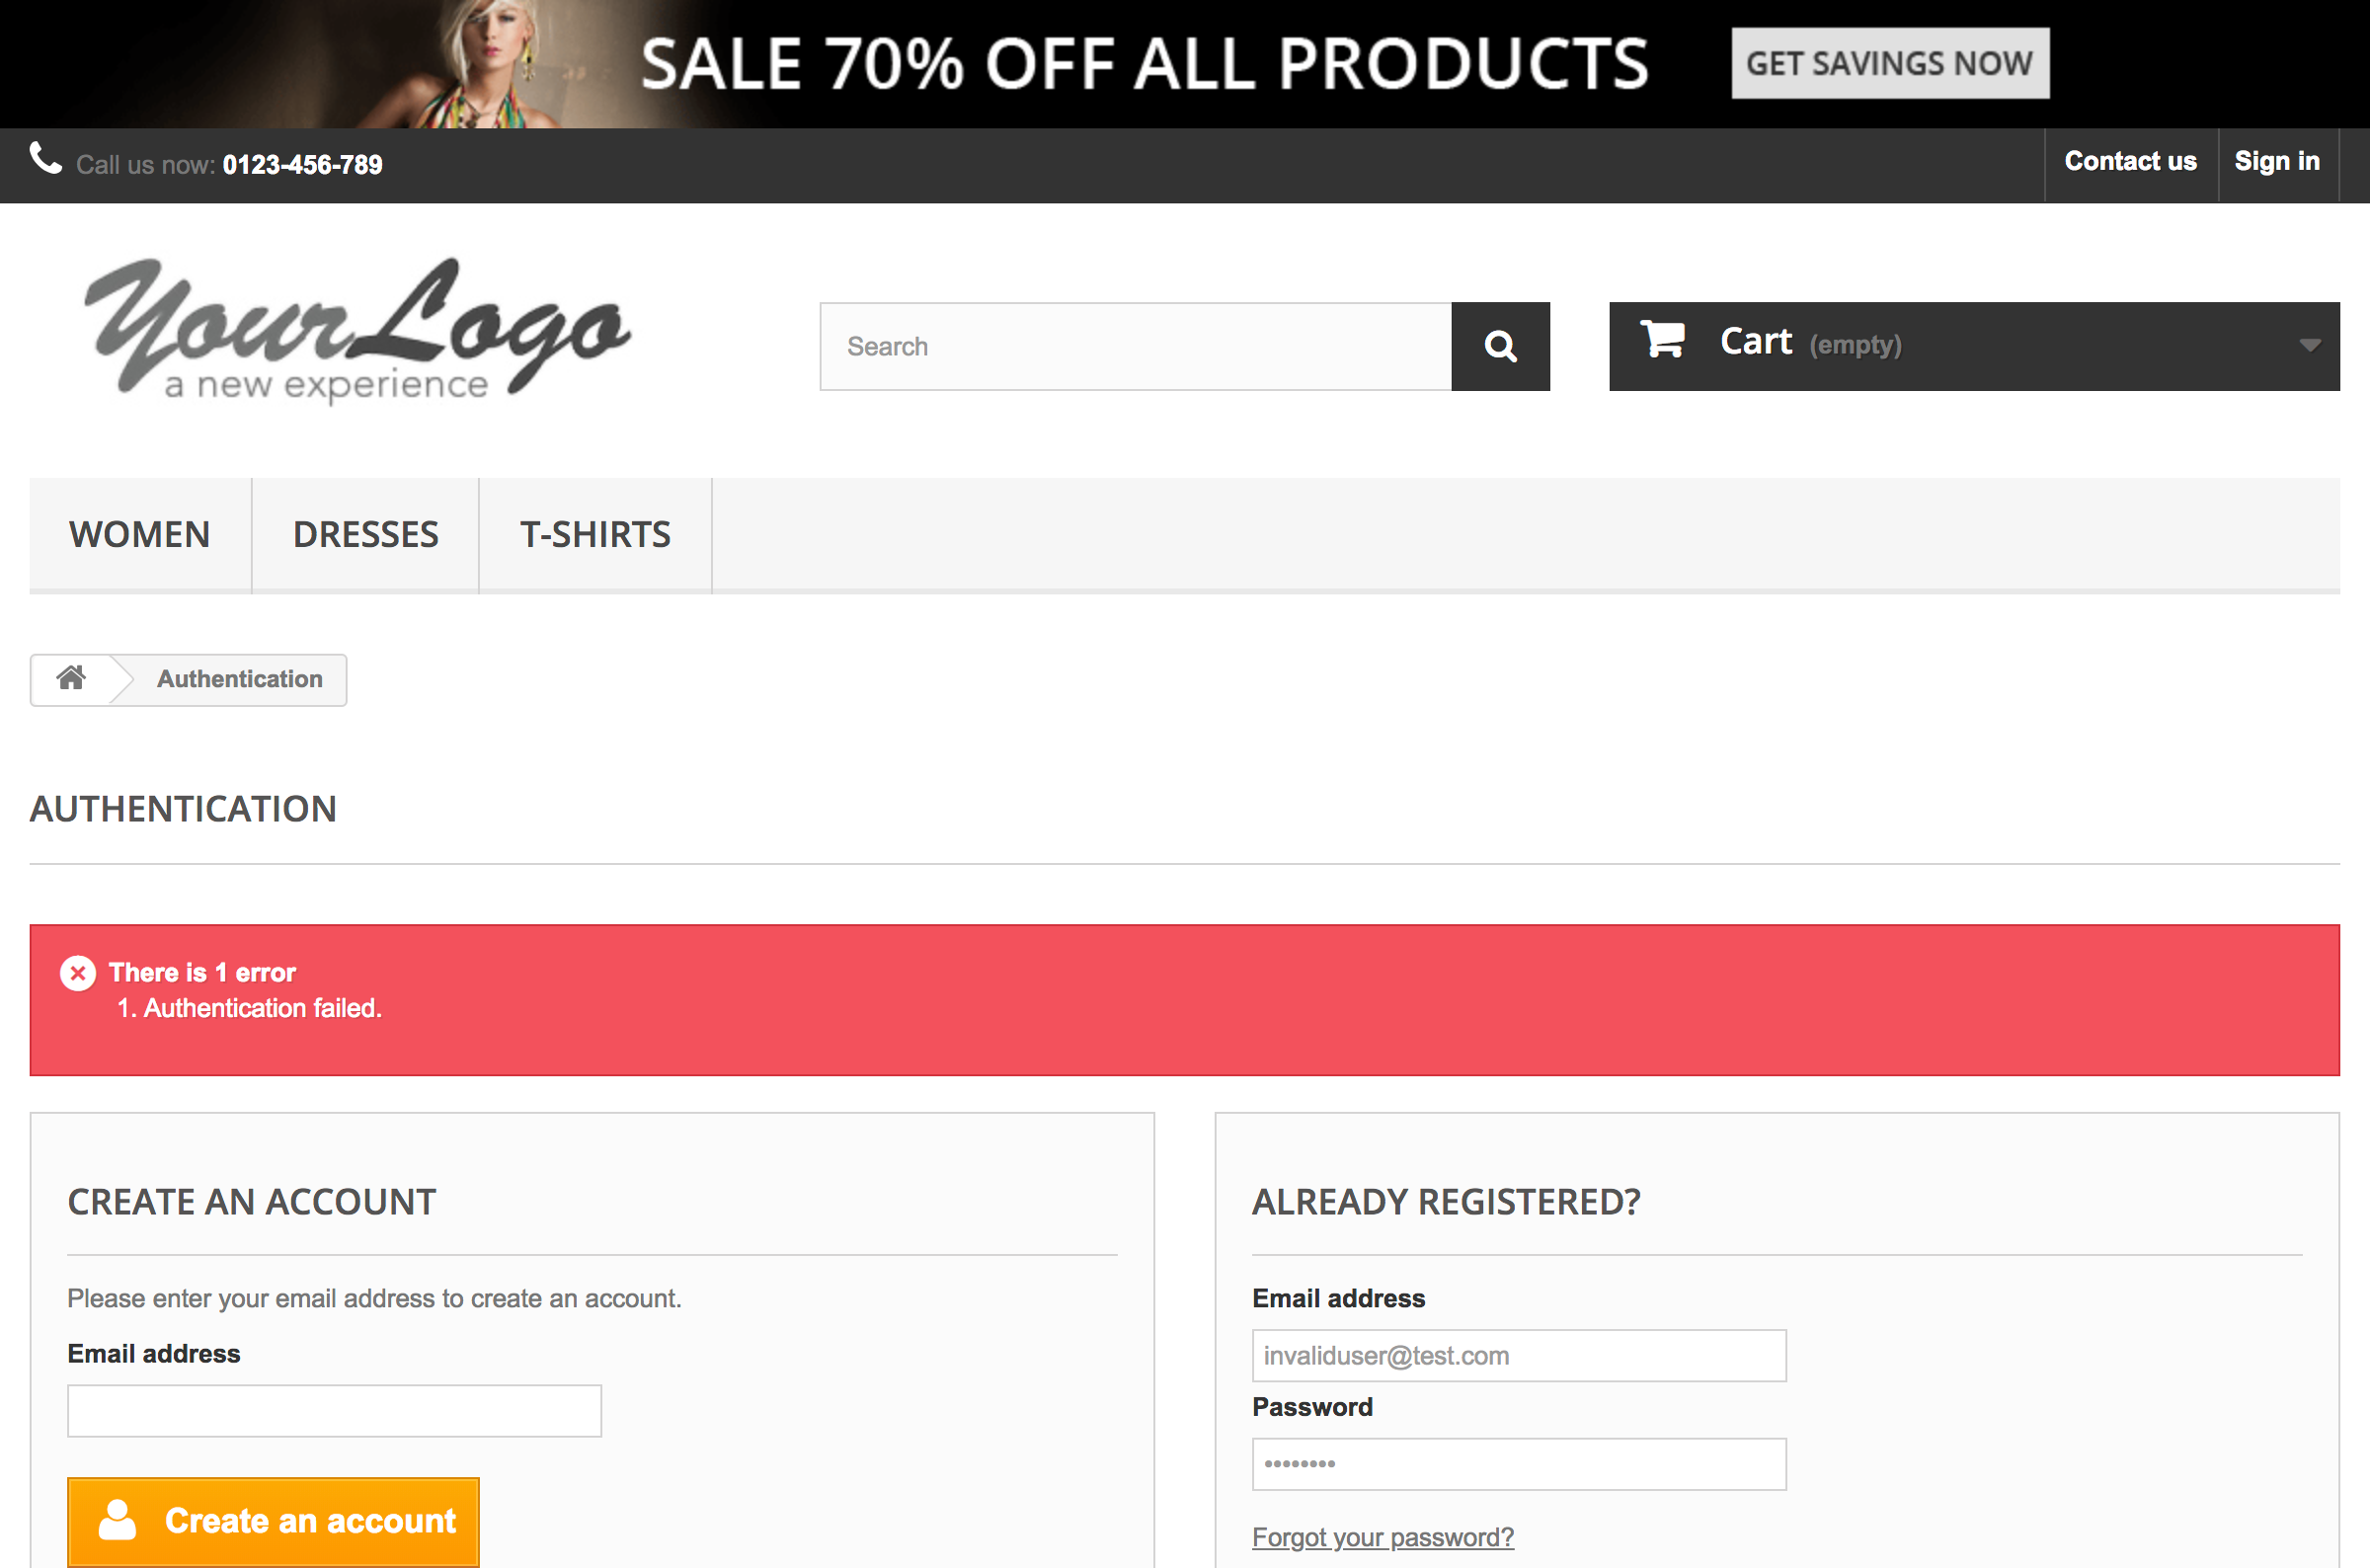 SALE 70% OFF ALL PRODUCTS GET SAVINGS NOW
Call us now: 0123-456-789 Contact us Sign in
YourLogo
a new experience
Search
Cart (empty)
WOMEN DRESSES T-SHIRTS
Authentication
AUTHENTICATION
There is 1 error
1. Authentication failed.
CREATE AN ACCOUNT
Please enter your email address to create an account.
Email address
Create an account
ALREADY REGISTERED?
Email address
invaliduser@test.com
Password
••••••••
Forgot your password?